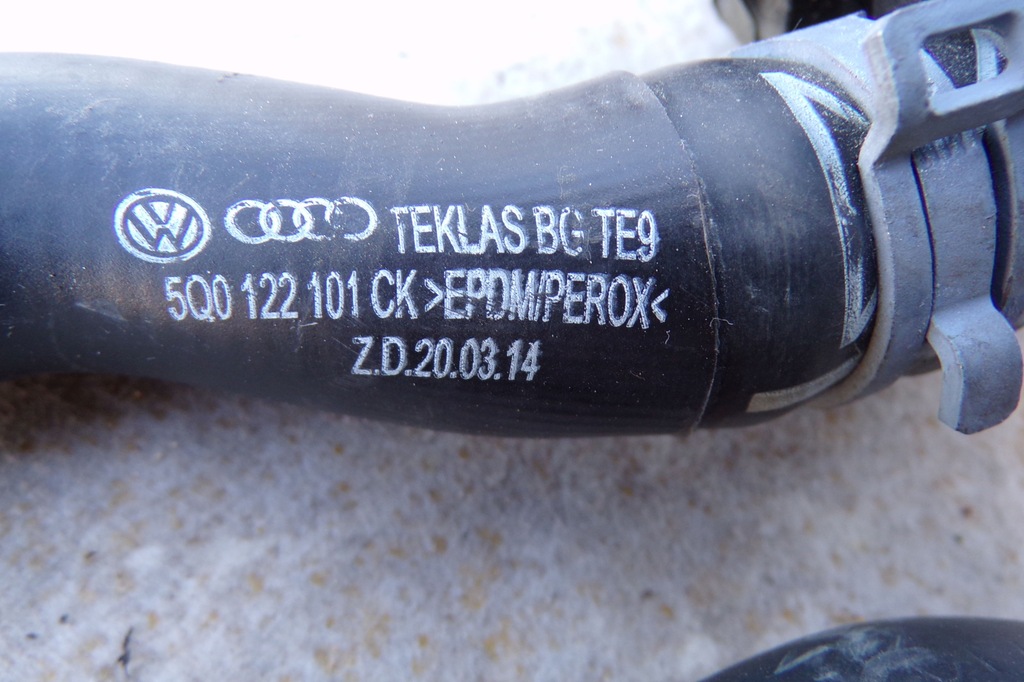 TEKLAS BG TE9
5Q0 122 101 CK >EPDM/PEROX<
Z.D.20.03.14